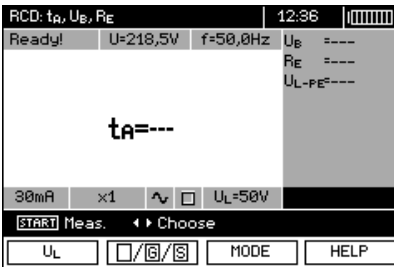 RCD: tA, UB, RE 12:36
Ready! U=218,5V f=50,0Hz
UB =---
RE =---
UL-PE=---
tA=---
30mA x1 UL=50V
START Meas. Choose
UL □/G/S MODE HELP